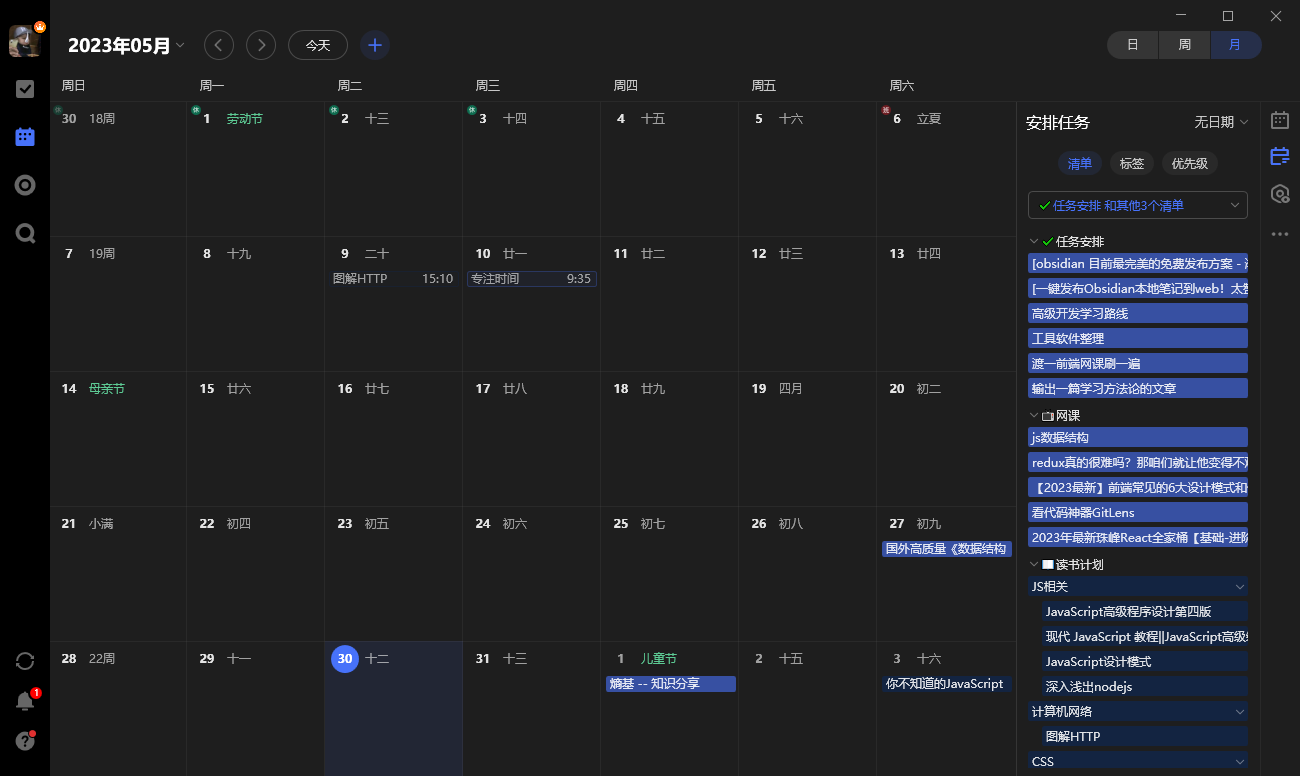 2023年05月
今天
日 周 月
周日 周一 周二 周三 周四 周五 周六
休 休 休 休 班
30 18周 1 劳动节 2 十三 3 十四 4 十五 5 十六 6 立夏
7 19周 8 十九 9 二十 10 廿一 11 廿二 12 廿三 13 廿四
图解HTTP 15:10 专注时间 9:35
14 母亲节 15 廿六 16 廿七 17 廿八 18 廿九 19 四月 20 初二
21 小满 22 初四 23 初五 24 初六 25 初七 26 初八 27 初九
国外高质量《数据结构
28 22周 29 十一 30 十二 31 十三 1 儿童节 2 十五 3 十六
熵基 -- 知识分享 你不知道的JavaScript
1
?
安排任务 无日期
清单 标签 优先级
任务安排 和其他3个清单
任务安排
[obsidian 目前最完美的免费发布方案 -
[一键发布Obsidian本地笔记到web！太
高级开发学习路线
工具软件整理
渡一前端网课刷一遍
输出一篇学习方法论的文章
网课
js数据结构
redux真的很难吗？那咱们就让他变得不
【2023最新】前端常见的6大设计模式和
看代码神器GitLens
2023年最新珠峰React全家桶【基础-进阶
读书计划
JS相关
JavaScript高级程序设计第四版
现代 JavaScript 教程||JavaScript高级
JavaScript设计模式
深入浅出nodejs
计算机网络
图解HTTP
CSS